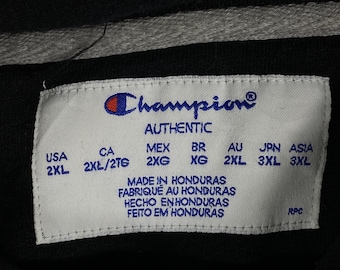 Champion®
AUTHENTIC
USA CA MEX BR AU JPN ASIA
2XL 2XL/2TG 2XG XG 2XL 3XL 3XL
MADE IN HONDURAS
FABRIQUÉ AU HONDURAS
HECHO EN HONDURAS
FEITO EM HONDURAS
RPC